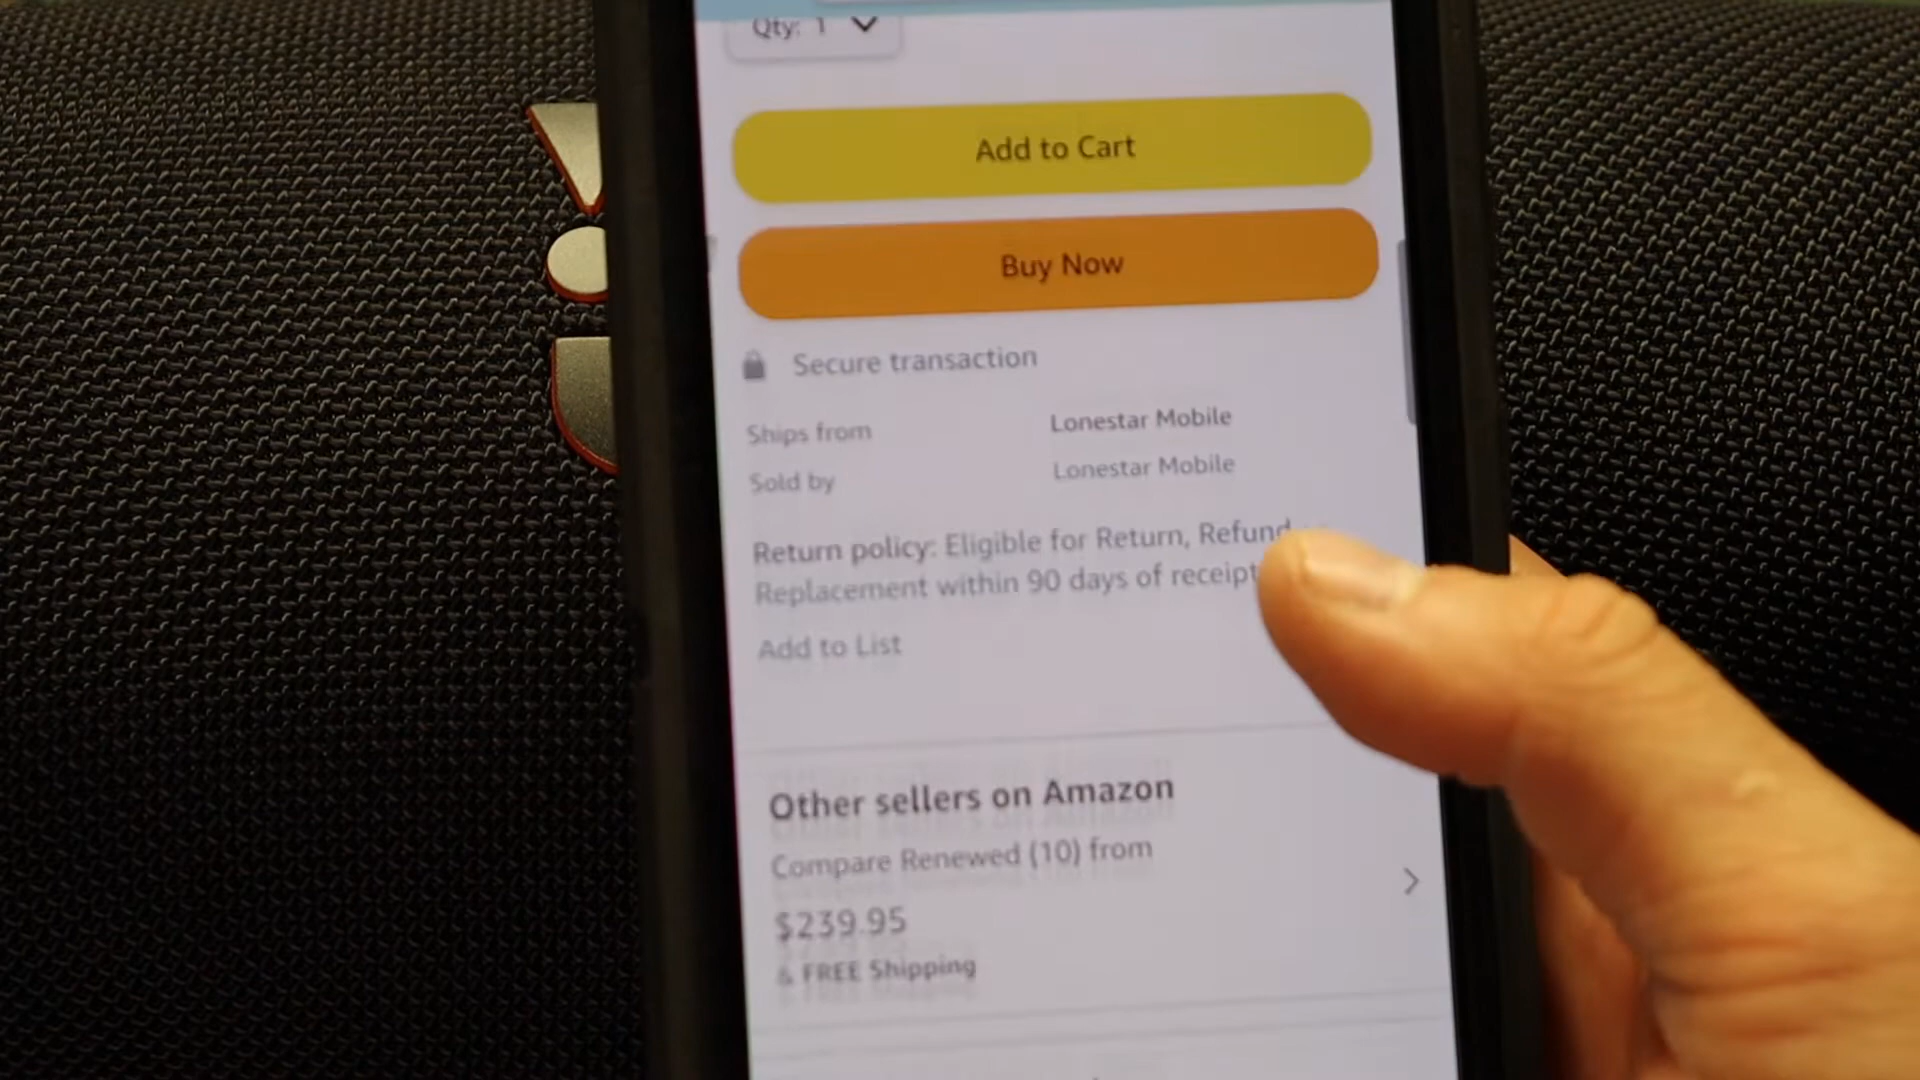 Qty: 1
Add to Cart
Buy Now
Secure transaction
Ships from Lonestar Mobile
Sold by Lonestar Mobile
Return policy: Eligible for Return, Refund
Replacement within 90 days of receipt
Add to List
Other sellers on Amazon
Compare Renewed (10) from
$239.95
& FREE Shipping